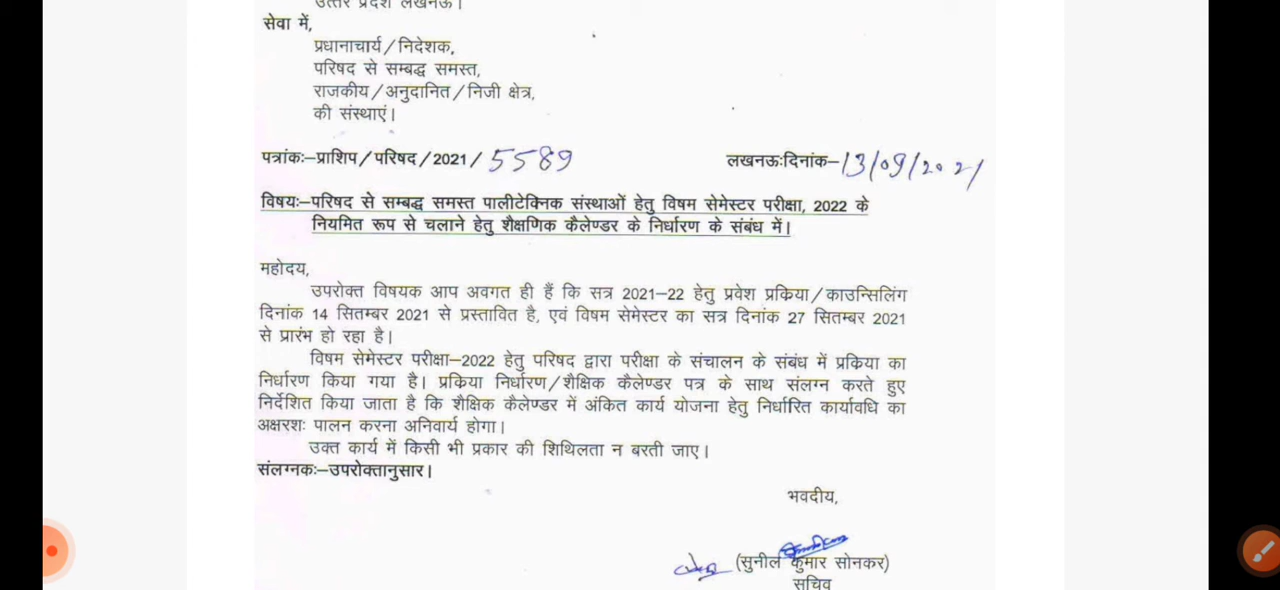 उत्तर प्रदेश लखनऊ।
सेवा में,
प्रधानाचार्य/निदेशक,
परिषद से सम्बद्ध समस्त,
राजकीय/अनुदानित/निजी क्षेत्र,
की संस्थाएं।
पत्रांकः–प्राशिप/परिषद/2021/ 5589 लखनऊःदिनांक–13/09/2021
विषयः–परिषद से सम्बद्ध समस्त पालीटेक्निक संस्थाओं हेतु विषम सेमेस्टर परीक्षा, 2022 के
नियमित रूप से चलाने हेतु शैक्षणिक कैलेण्डर के निर्धारण के संबंध में।
महोदय,
उपरोक्त विषयक आप अवगत ही हैं कि सत्र 2021–22 हेतु प्रवेश प्रकिया/काउन्सिलिंग
दिनांक 14 सितम्बर 2021 से प्रस्तावित है, एवं विषम सेमेस्टर का सत्र दिनांक 27 सितम्बर 2021
से प्रारंभ हो रहा है।
विषम सेमेस्टर परीक्षा–2022 हेतु परिषद द्वारा परीक्षा के संचालन के संबंध में प्रकिया का
निर्धारण किया गया है। प्रकिया निर्धारण/शैक्षिक कैलेण्डर पत्र के साथ संलग्न करते हुए
निर्देशित किया जाता है कि शैक्षिक कैलेण्डर में अंकित कार्य योजना हेतु निर्धारित कार्यावधि का
अक्षरशः पालन करना अनिवार्य होगा।
उक्त कार्य में किसी भी प्रकार की शिथिलता न बरती जाए।
संलग्नकः–उपरोक्तानुसार।
भवदीय,
(सुनील कुमार सोनकर)
सचिव